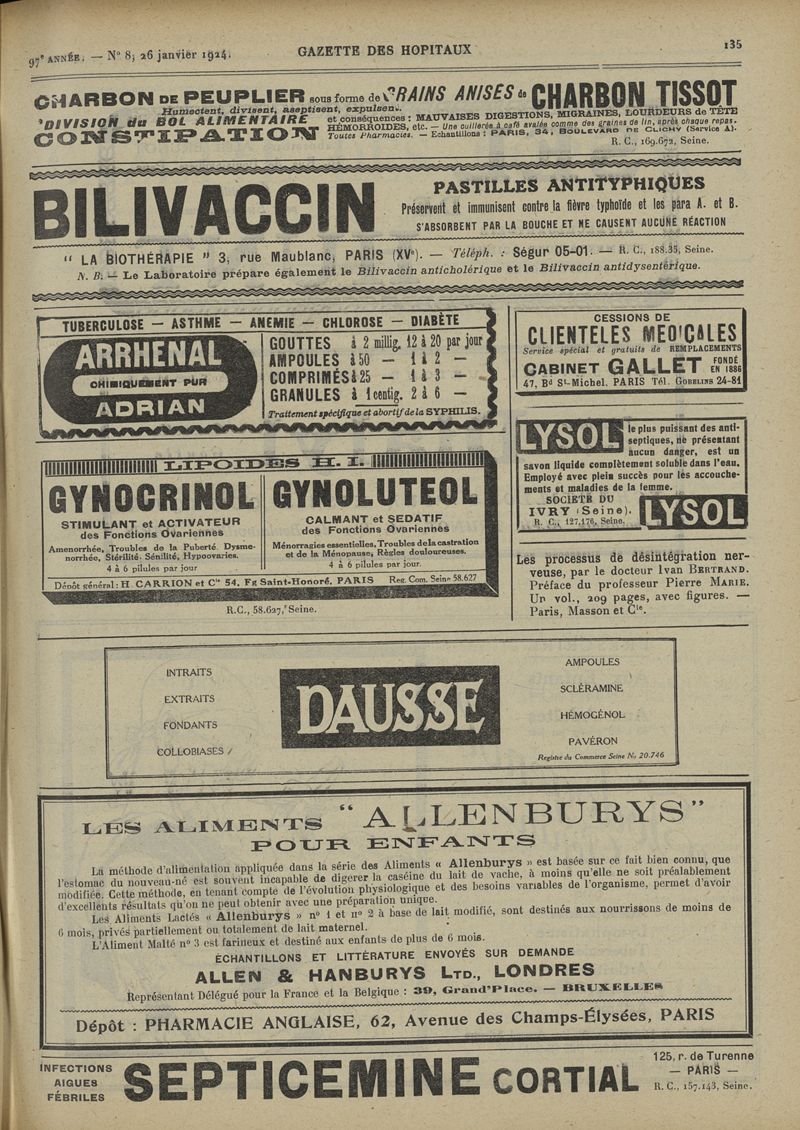 97e ANNÉE. — N° 8; 26 janvier 1924.
GAZETTE DES HOPITAUX
135
CHARBON DE PEUPLIER sous forme de GRAINS ANISÉS de CHARBON TISSOT
Humectent, divisent, aseptisent, expulsent.
DIVISION du BOL ALIMENTAIRE et conséquences : MAUVAISES DIGESTIONS, MIGRAINES, LOURDEURS de TÊTE
CONSTIPATION HÉMORROIDES, etc. — Une cuillerée à café avalée comme des graines de lin, après chaque repas.
Toutes Pharmacies. — Echantillons : PARIS, 34, BOULEVARD DE CLICHY (Service A).
R. C., 169.672, Seine.
BILIVACCIN
PASTILLES ANTITYPHIQUES
Préservent et immunisent contre la fièvre typhoïde et les para A. et B.
S'ABSORBENT PAR LA BOUCHE ET NE CAUSENT AUCUNE RÉACTION
“ LA BIOTHÉRAPIE ” 3, rue Maublanc, PARIS (XVe). — Téléph. : Ségur 05-01. — R. C., 188.35, Seine.
N. B. — Le Laboratoire prépare également le Bilivaccin anticholérique et le Bilivaccin antidysentérique.
TUBERCULOSE — ASTHME — ANEMIE — CHLOROSE — DIABÈTE
ARRHENAL
CHIMIQUEMENT PUR
ADRIAN
GOUTTES à 2 millig. 12 à 20 par jour
AMPOULES à 50 — 1 à 2 —
COMPRIMÉS à 25 — 1 à 3 —
GRANULES à 1 centig. 2 à 6 —
Traitement spécifique et abortif de la SYPHILIS.
CESSIONS DE
CLIENTELES MEDICALES
Service spécial et gratuits de REMPLACEMENTS
CABINET GALLET FONDÉ EN 1886
47, Bd St-Michel. PARIS Tél. GOBELINS 24-81
LYSOL
le plus puissant des anti-
septiques, ne présentant
aucun danger, est un
savon liquide complètement soluble dans l'eau.
Employé avec plein succès pour les accouche-
ments et maladies de la femme.
SOCIÉTÉ DU
IVRY (Seine).
R. C., 127.176, Seine.
LYSOL
LIPOIDES H. I.
GYNOCRINOL
STIMULANT et ACTIVATEUR
des Fonctions Ovariennes
Amenorrhée, Troubles de la Puberté. Dysme-
norrhée, Stérilité. Sénilité, Hypoovaries.
4 à 6 pilules par jour
GYNOLUTEOL
CALMANT et SEDATIF
des Fonctions Ovariennes
Ménorragies essentielles, Troubles de la castration
et de la Ménopause, Règles douloureuses.
4 à 6 pilules par jour.
Dépôt général : H. CARRION et Cie 54, Fg Saint-Honoré, PARIS Reg. Com. Seine 58.627
R.C., 58.627, Seine.
Les processus de désintégration ner-
veuse, par le docteur Ivan BERTRAND.
Préface du professeur Pierre MARIE.
Un vol., 209 pages, avec figures. —
Paris, Masson et Cie.
INTRAITS
EXTRAITS
FONDANTS
COLLOBIASES
DAUSSE
AMPOULES
SCLÉRAMINE
HÉMOGÉNOL
PAVÉRON
Registre du Commerce Seine N. 20.746
LES ALIMENTS “ ALLENBURYS ”
POUR ENFANTS
La méthode d'alimentation appliquée dans la série des Aliments « Allenburys » est basée sur ce fait bien connu, que
l'estomac du nouveau-né est souvent incapable de digérer la caséine du lait de vache, à moins qu'elle ne soit préalablement
modifiée. Cette méthode, en tenant compte de l'évolution physiologique et des besoins variables de l'organisme, permet d'avoir
d'excellents résultats qu'on ne peut obtenir avec une préparation unique.
Les Aliments Lactés « Allenburys » n° 1 et n° 2 à base de lait modifié, sont destinés aux nourrissons de moins de
6 mois, privés partiellement ou totalement de lait maternel.
L'Aliment Malté n° 3 est farineux et destiné aux enfants de plus de 6 mois.
ÉCHANTILLONS ET LITTÉRATURE ENVOYÉS SUR DEMANDE
ALLEN & HANBURYS LTD., LONDRES
Représentant Délégué pour la France et la Belgique : 39, Grand'Place. — BRUXELLES
Dépôt : PHARMACIE ANGLAISE, 62, Avenue des Champs-Élysées, PARIS
INFECTIONS
AIGUES
FÉBRILES
SEPTICEMINE CORTIAL
125, r. de Turenne
— PARIS —
R. C., 157.143, Seine.